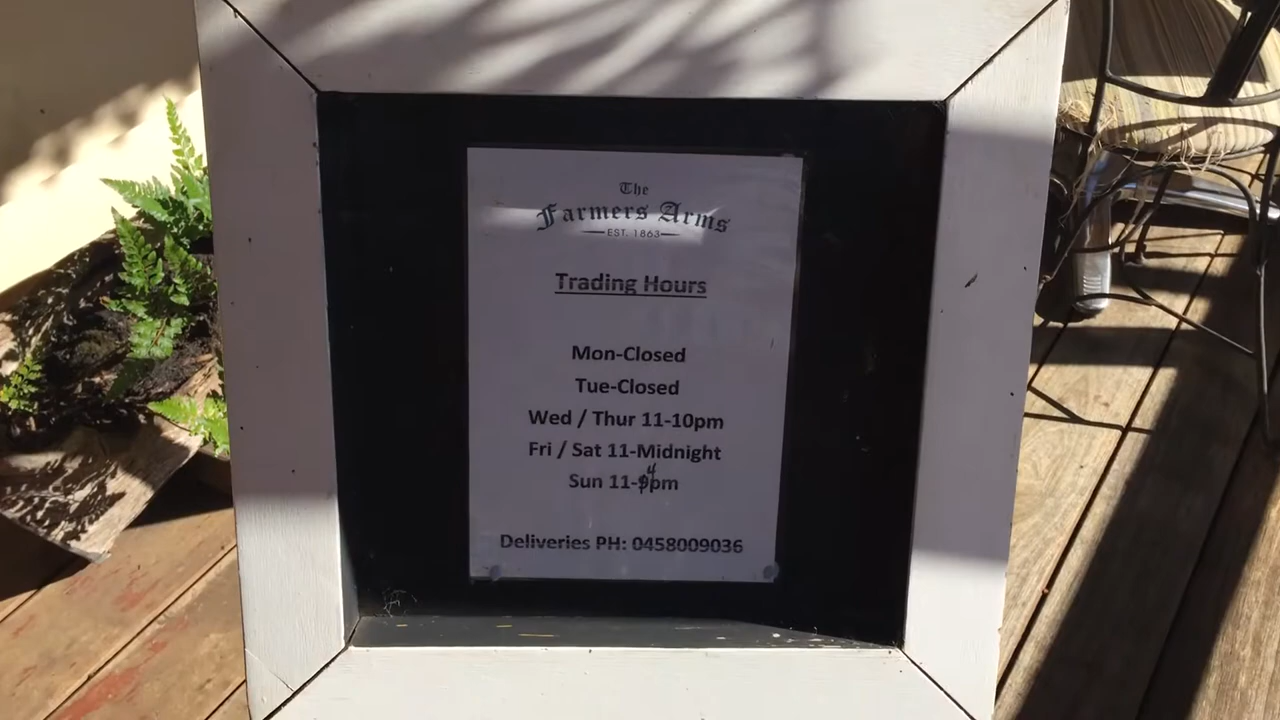 The
Farmers Arms
EST. 1863
Trading Hours
Mon-Closed
Tue-Closed
Wed / Thur 11-10pm
Fri / Sat 11-Midnight
4
Sun 11-9pm
Deliveries PH: 0458009036